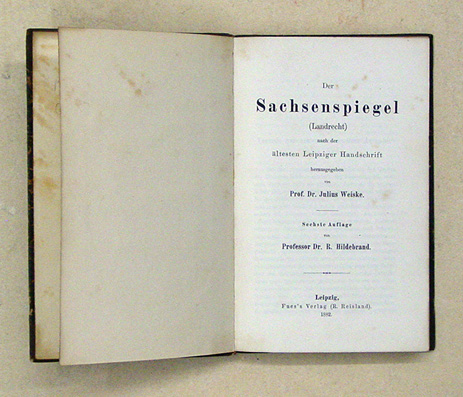 Der
Sachsenspiegel
(Landrecht)
nach der
ältesten Leipziger Handschrift
herausgegeben
von
Prof. Dr. Julius Weiske.
Sechste Auflage
von
Professor Dr. R. Hildebrand.
Leipzig,
Fues's Verlag (R. Reisland).
1882.